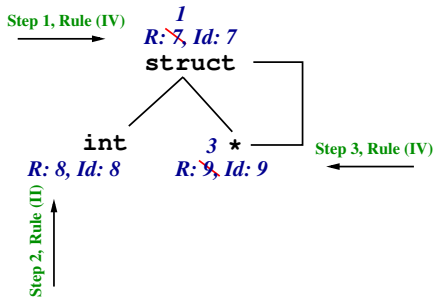 1
Step 1, Rule (IV)
R: 7, Id: 7
struct
int
3 *
R: 8, Id: 8
R: 9, Id: 9
Step 3, Rule (IV)
Step 2, Rule (II)